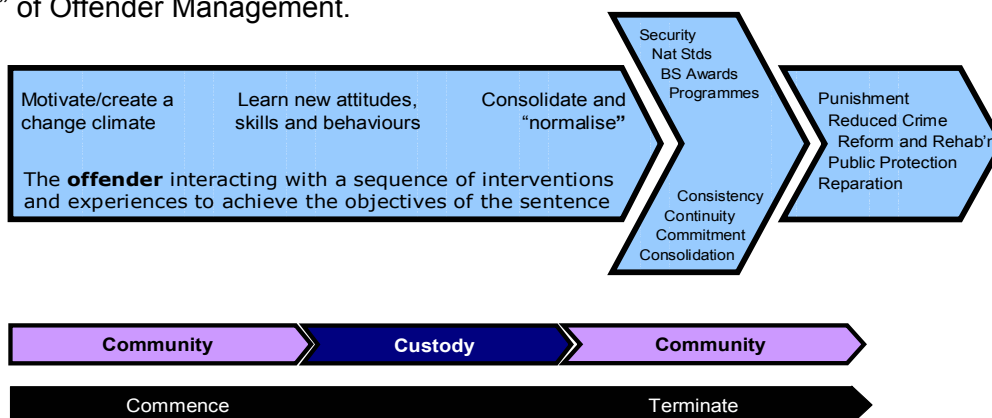 ” of Offender Management.
Motivate/create a
change climate
Learn new attitudes,
skills and behaviours
Consolidate and
“normalise”
The offender interacting with a sequence of interventions
and experiences to achieve the objectives of the sentence
Security
Nat Stds
BS Awards
Programmes
Consistency
Continuity
Commitment
Consolidation
Punishment
Reduced Crime
Reform and Rehab'n
Public Protection
Reparation
Community
Custody
Community
Commence
Terminate